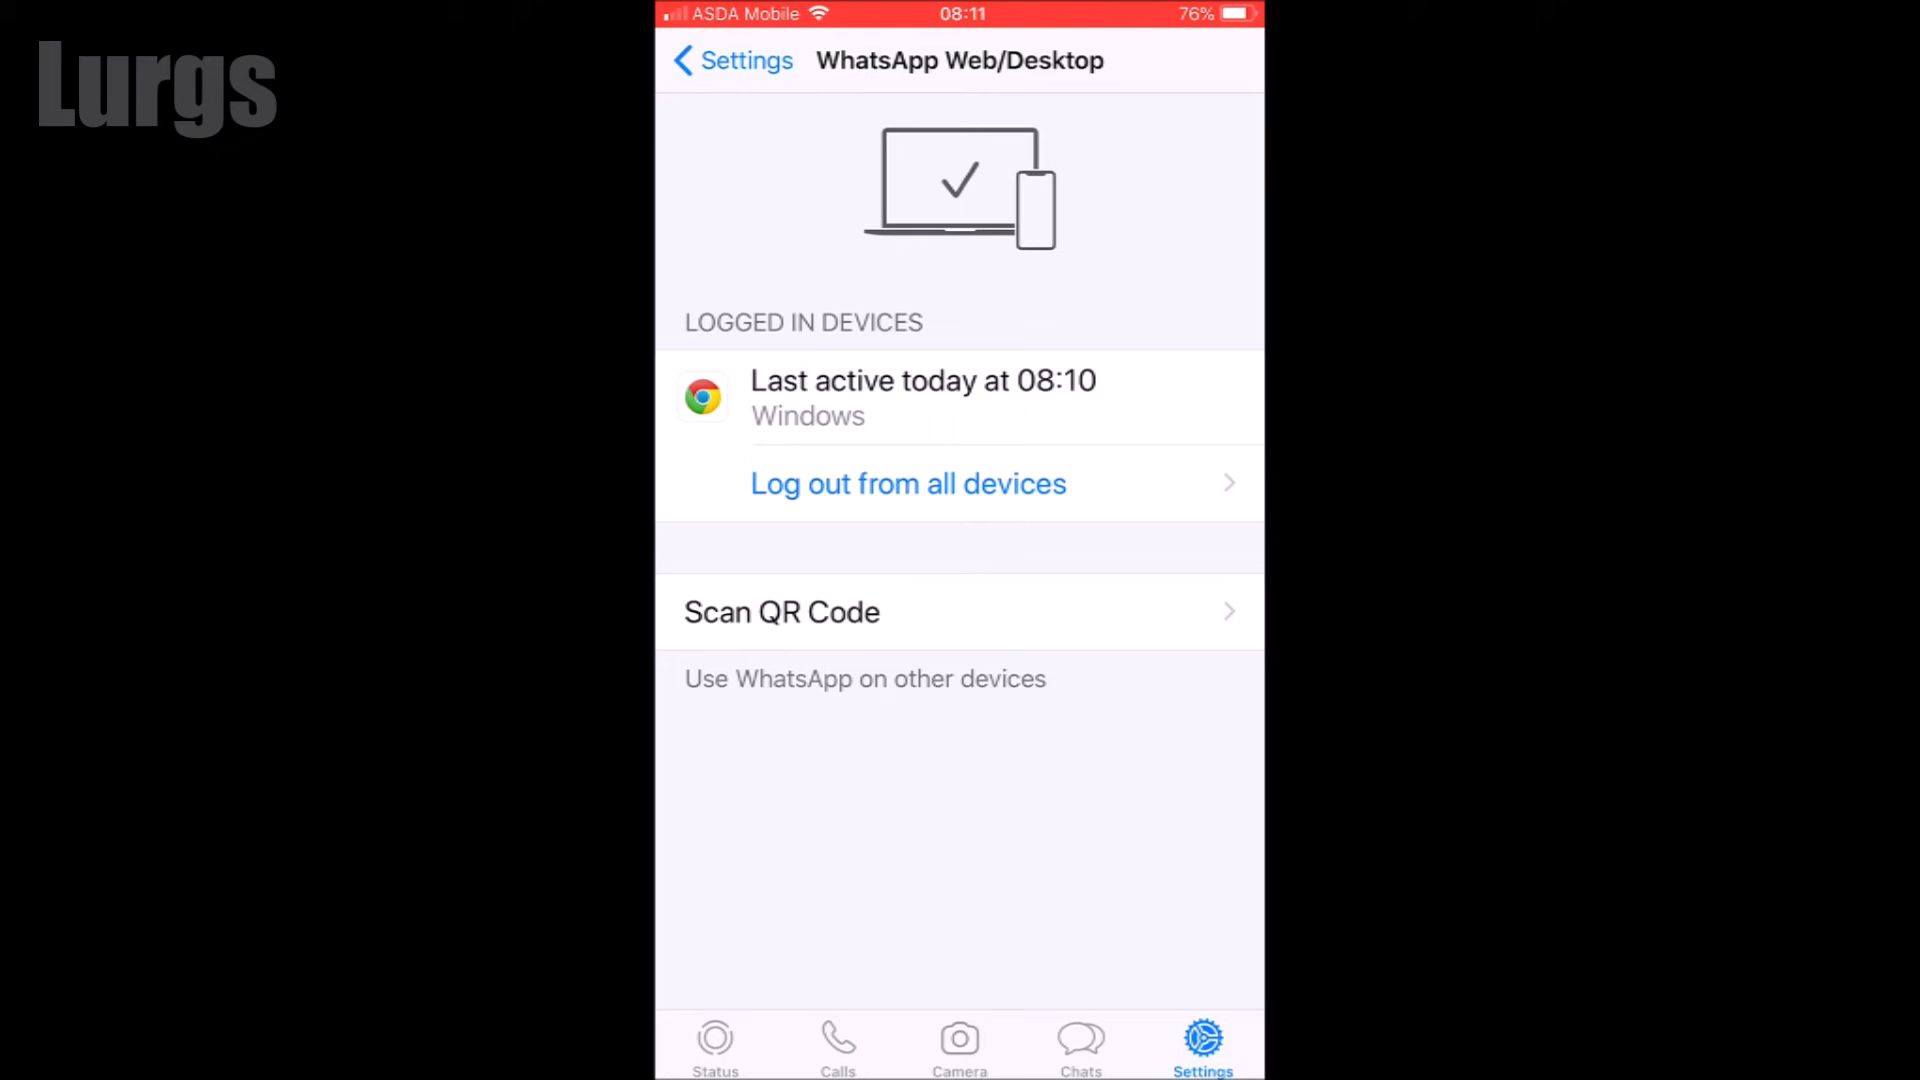 Lurgs
ASDA Mobile 08:11 76%
Settings WhatsApp Web/Desktop
LOGGED IN DEVICES
Last active today at 08:10
Windows
Log out from all devices
Scan QR Code
Use WhatsApp on other devices
Status Calls Camera Chats Settings